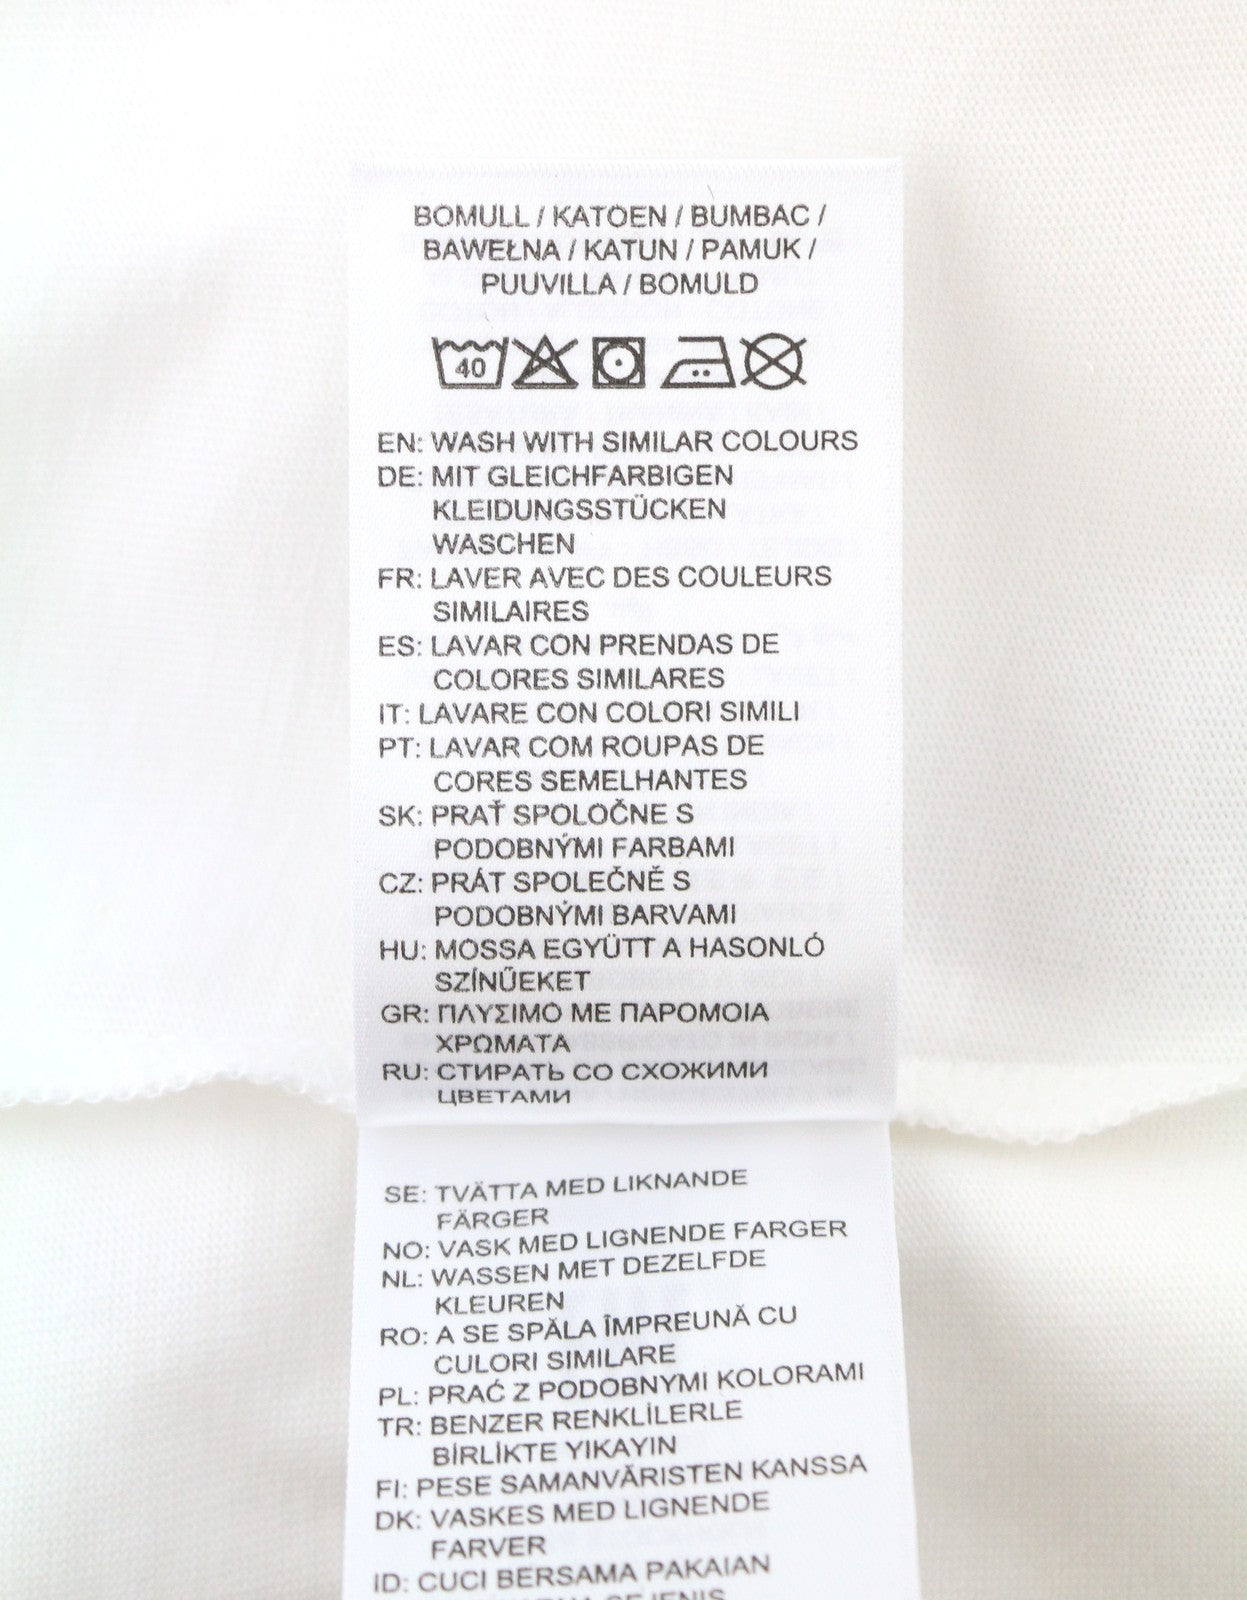 BOMULL / KATOEN / BUMBAC /
BAWEŁNA / KATUN / PAMUK /
PUUVILLA / BOMULD
40
EN: WASH WITH SIMILAR COLOURS
DE: MIT GLEICHFARBIGEN
KLEIDUNGSSTÜCKEN
WASCHEN
FR: LAVER AVEC DES COULEURS
SIMILAIRES
ES: LAVAR CON PRENDAS DE
COLORES SIMILARES
IT: LAVARE CON COLORI SIMILI
PT: LAVAR COM ROUPAS DE
CORES SEMELHANTES
SK: PRAŤ SPOLOČNE S
PODOBNÝMI FARBAMI
CZ: PRÁT SPOLEČNĚ S
PODOBNÝMI BARVAMI
HU: MOSSA EGYÜTT A HASONLÓ
SZÍNŰEKET
GR: ΠΛΥΣΙΜΟ ΜΕ ΠΑΡΟΜΟΙΑ
ΧΡΩΜΑΤΑ
RU: СТИРАТЬ СО СХОЖИМИ
ЦВЕТАМИ
SE: TVÄTTA MED LIKNANDE
FÄRGER
NO: VASK MED LIGNENDE FARGER
NL: WASSEN MET DEZELFDE
KLEUREN
RO: A SE SPĂLA ÎMPREUNĂ CU
CULORI SIMILARE
PL: PRAĆ Z PODOBNYMI KOLORAMI
TR: BENZER RENKLİLERLE
BİRLİKTE YIKAYIN
FI: PESE SAMANVÄRISTEN KANSSA
DK: VASKES MED LIGNENDE
FARVER
ID: CUCI BERSAMA PAKAIAN
SEJENIS